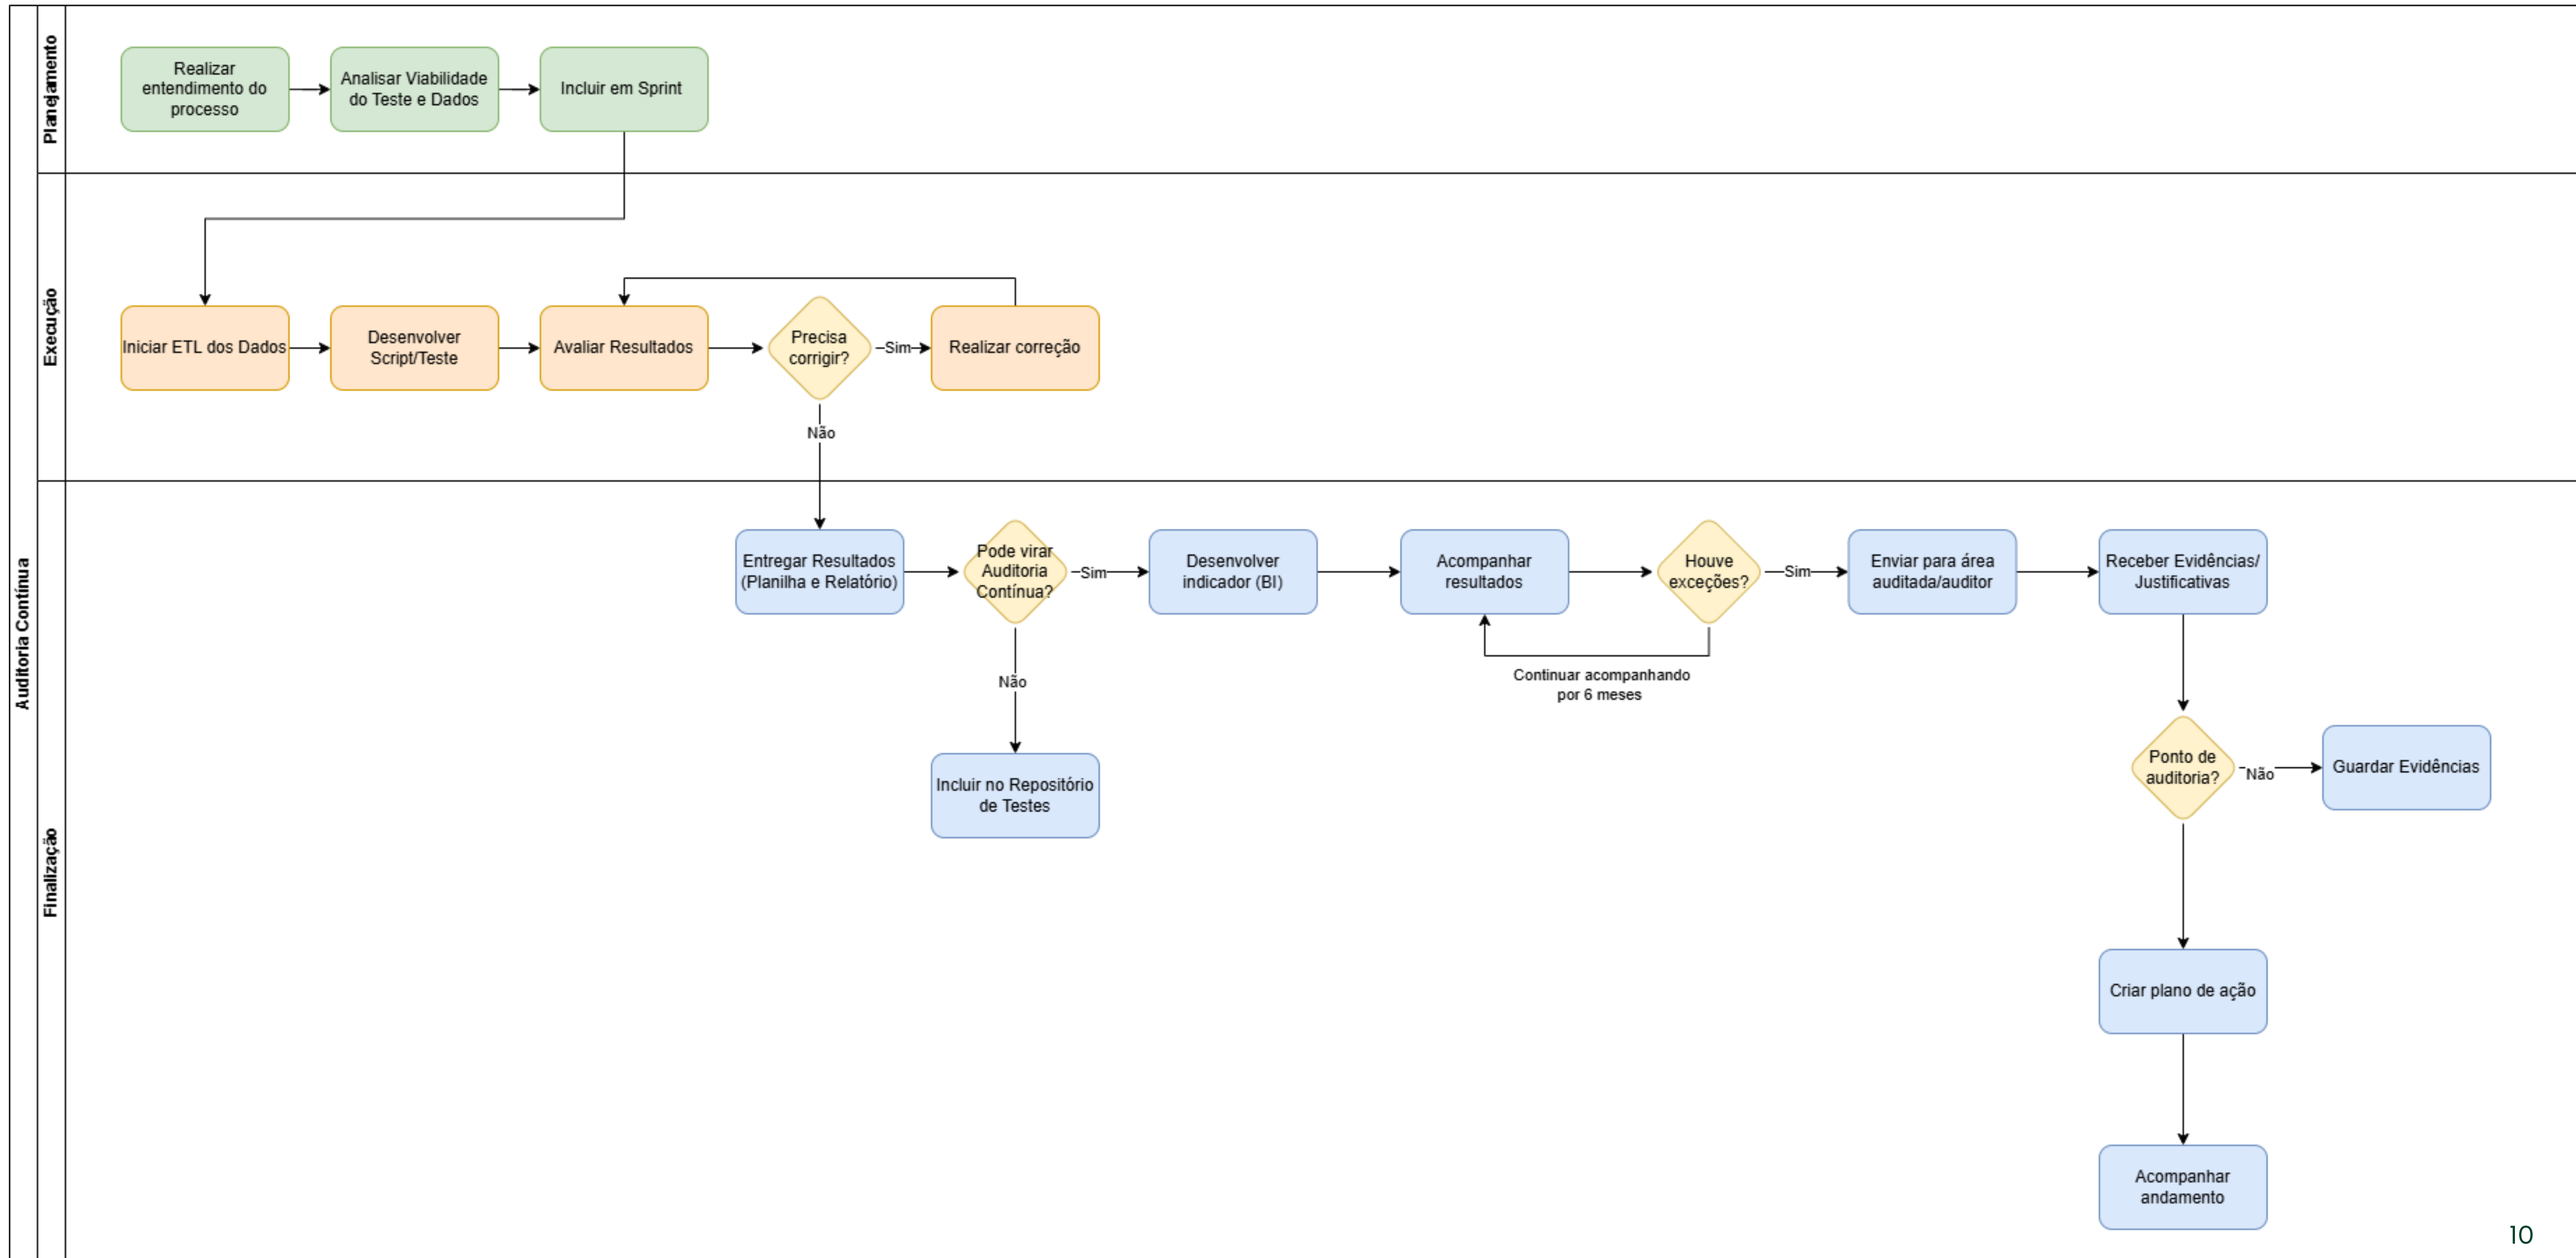 Auditoria Contínua
Planejamento
Realizar
entendimento do
processo
Analisar Viabilidade
do Teste e Dados
Incluir em Sprint
Execução
Iniciar ETL dos Dados
Desenvolver
Script/Teste
Avaliar Resultados
Precisa
corrigir?
Sim
Realizar correção
Não
Finalização
Entregar Resultados
(Planilha e Relatório)
Pode virar
Auditoria
Contínua?
Sim
Desenvolver
indicador (BI)
Acompanhar
resultados
Houve
exceções?
Sim
Enviar para área
auditada/auditor
Receber Evidências/
Justificativas
Continuar acompanhando
por 6 meses
Não
Incluir no Repositório
de Testes
Ponto de
auditoria?
Não
Guardar Evidências
Criar plano de ação
Acompanhar
andamento
10